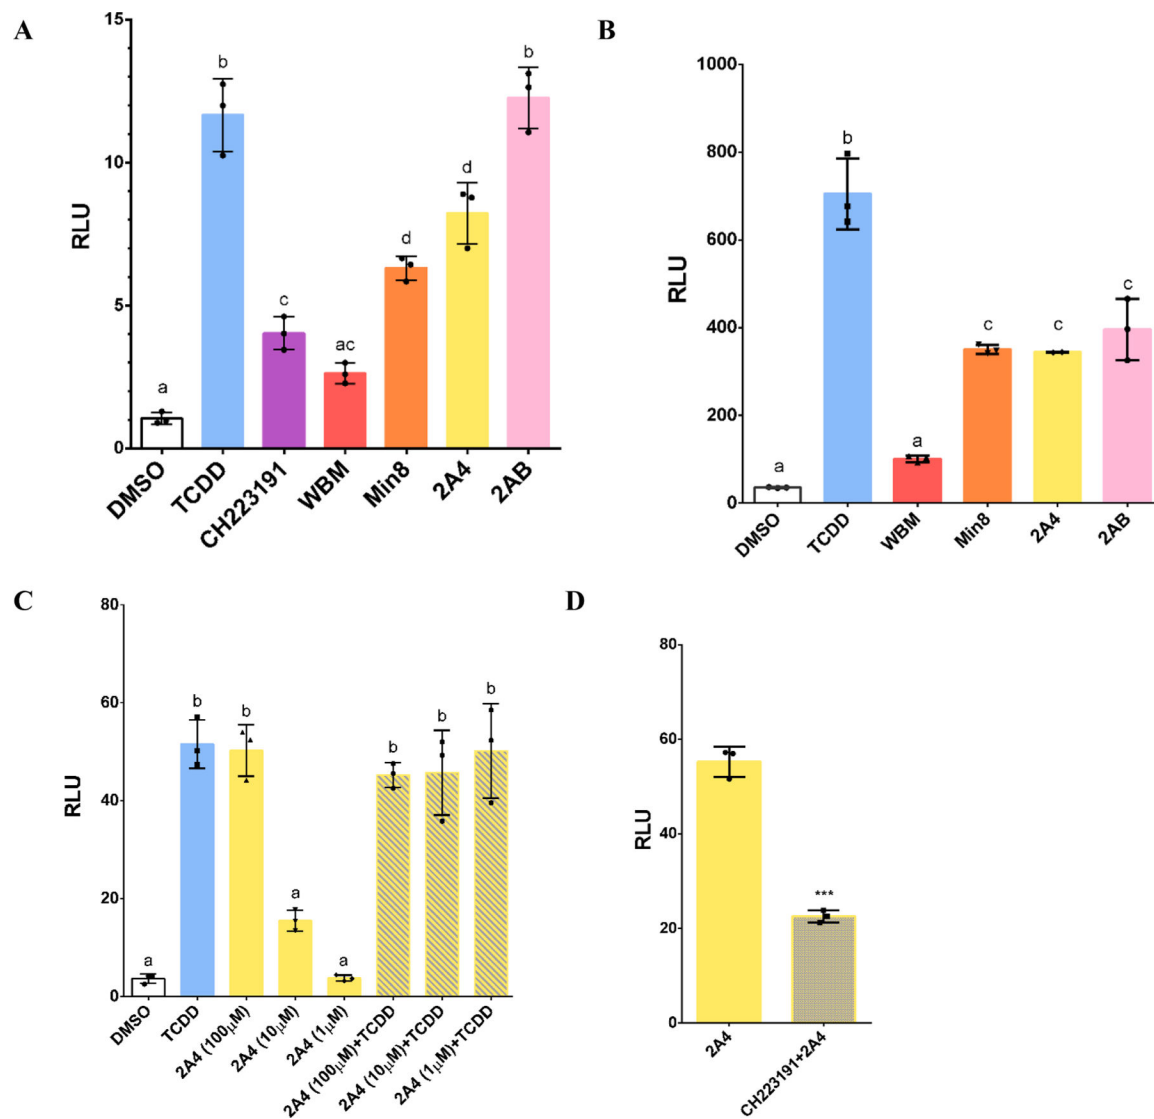 A
15
10
5
0
RLU
a
b
c
ac
d
d
b
DMSO
TCDD
CH223191
WBM
Min8
2A4
2AB
B
1000
800
600
400
200
0
RLU
a
b
a
c
c
c
DMSO
TCDD
WBM
Min8
2A4
2AB
C
80
60
40
20
0
RLU
a
b
b
a
a
b
b
b
DMSO
TCDD
2A4 (100μM)
2A4 (10μM)
2A4 (1μM)
2A4 (100μM)+TCDD
2A4 (10μM)+TCDD
2A4 (1μM)+TCDD
D
80
60
40
20
0
RLU
***
2A4
CH223191+2A4